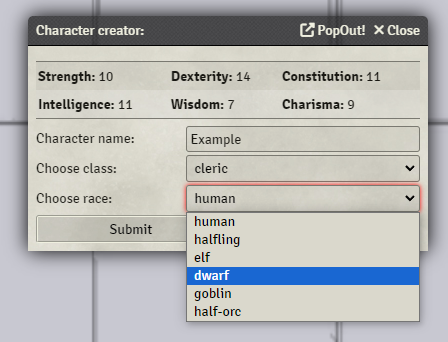 Character creator: PopOut! Close
Strength: 10 Dexterity: 14 Constitution: 11
Intelligence: 11 Wisdom: 7 Charisma: 9
Character name: Example
Choose class: cleric
Choose race: human
Submit
human
halfling
elf
dwarf
goblin
half-orc